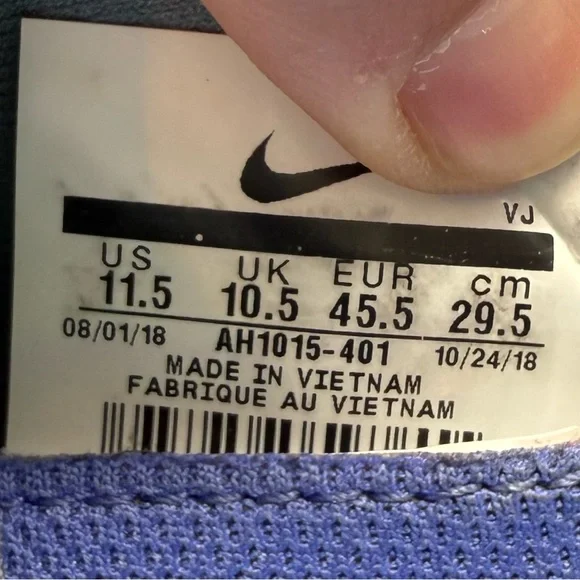 VJ
US UK EUR cm
11.5 10.5 45.5 29.5
08/01/18 AH1015-401 10/24/18
MADE IN VIETNAM
FABRIQUE AU VIETNAM